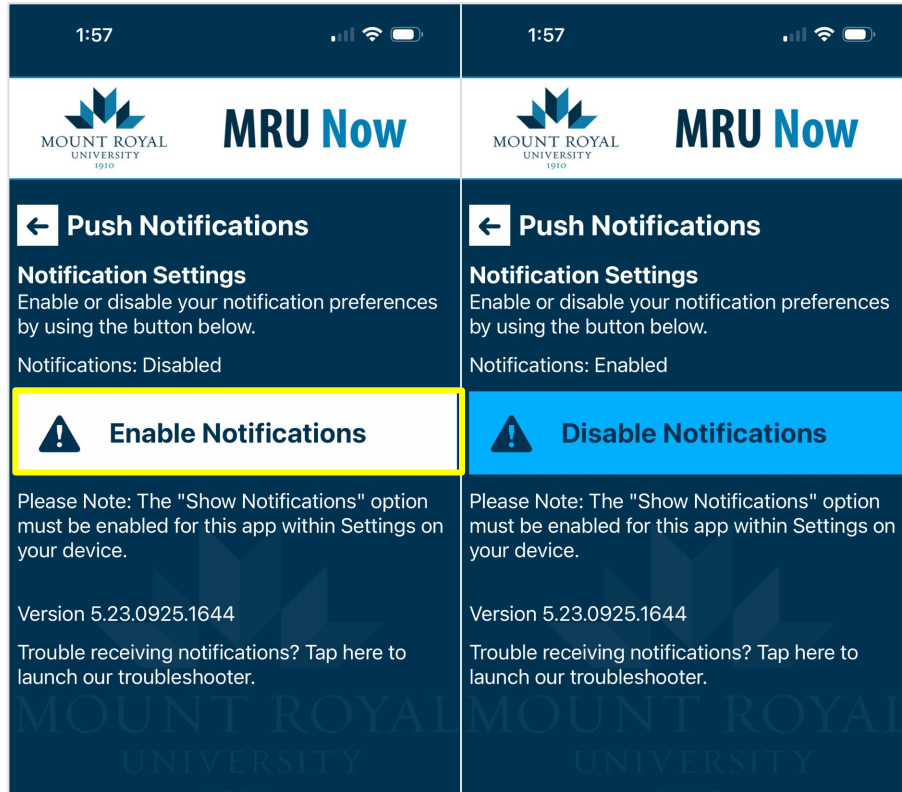 1:57
MOUNT ROYAL
UNIVERSITY
1910
MRU Now
Push Notifications
Notification Settings
Enable or disable your notification preferences
by using the button below.
Notifications: Disabled
Enable Notifications
Please Note: The "Show Notifications" option
must be enabled for this app within Settings on
your device.
Version 5.23.0925.1644
Trouble receiving notifications? Tap here to
launch our troubleshooter.
MOUNT ROYAL
UNIVERSITY
1:57
MOUNT ROYAL
UNIVERSITY
1910
MRU Now
Push Notifications
Notification Settings
Enable or disable your notification preferences
by using the button below.
Notifications: Enabled
Disable Notifications
Please Note: The "Show Notifications" option
must be enabled for this app within Settings on
your device.
Version 5.23.0925.1644
Trouble receiving notifications? Tap here to
launch our troubleshooter.
MOUNT ROYAL
UNIVERSITY